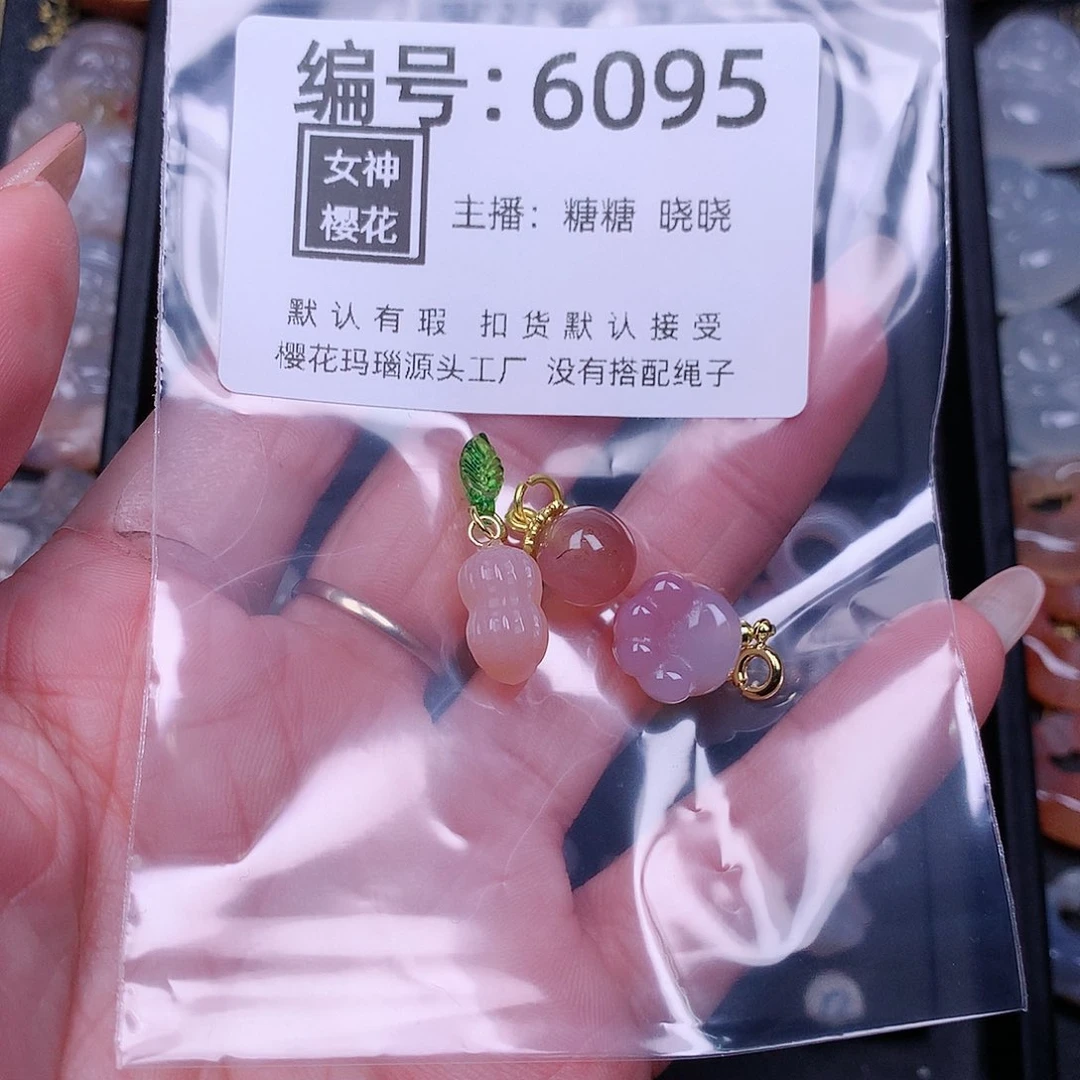 编号：6095
女神
樱花
主播：糖糖 晓晓
默认有瑕 扣货默认接受
樱花玛瑙源头工厂 没有搭配绳子